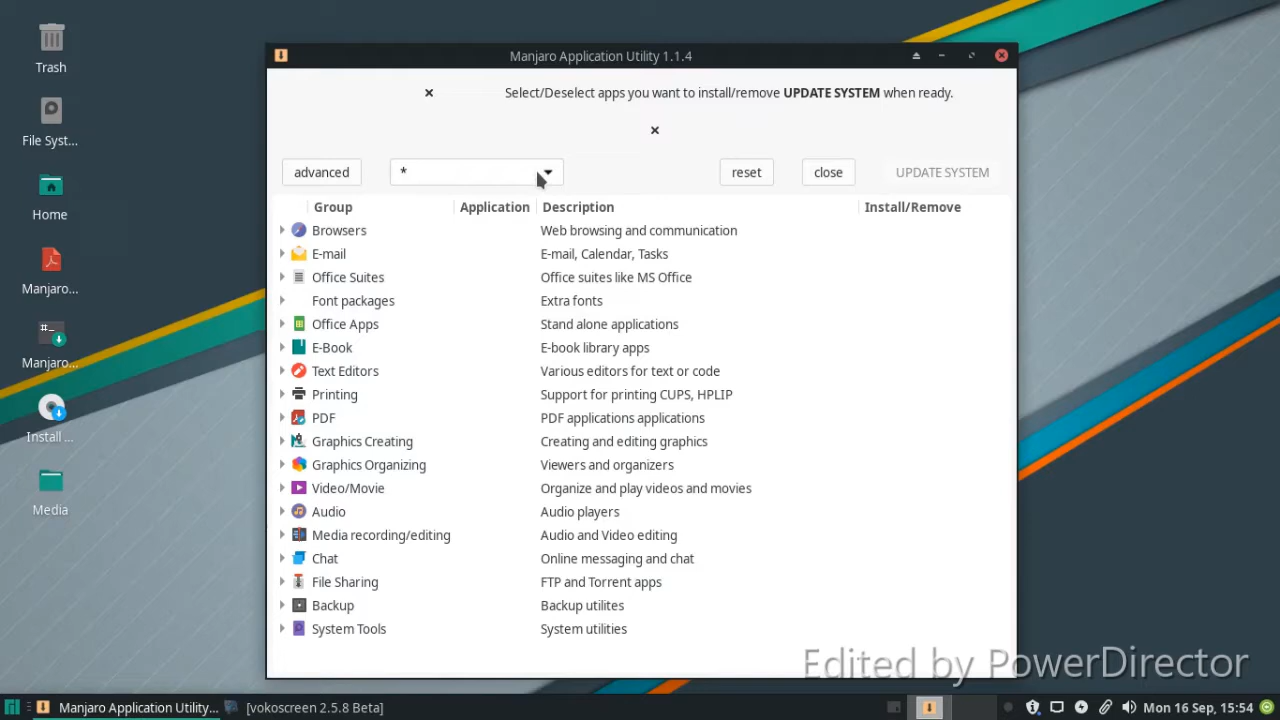 Trash
File Syst...
Home
Manjaro...
Manjaro...
Install ...
Media
Manjaro Application Utility 1.1.4
Select/Deselect apps you want to install/remove UPDATE SYSTEM when ready.
advanced * reset close UPDATE SYSTEM
Group Application Description Install/Remove
Browsers Web browsing and communication
E-mail E-mail, Calendar, Tasks
Office Suites Office suites like MS Office
Font packages Extra fonts
Office Apps Stand alone applications
E-Book E-book library apps
Text Editors Various editors for text or code
Printing Support for printing CUPS, HPLIP
PDF PDF applications applications
Graphics Creating Creating and editing graphics
Graphics Organizing Viewers and organizers
Video/Movie Organize and play videos and movies
Audio Audio players
Media recording/editing Audio and Video editing
Chat Online messaging and chat
File Sharing FTP and Torrent apps
Backup Backup utilites
System Tools System utilities
Edited by PowerDirector
Manjaro Application Utility... [vokoscreen 2.5.8 Beta] Mon 16 Sep, 15:54